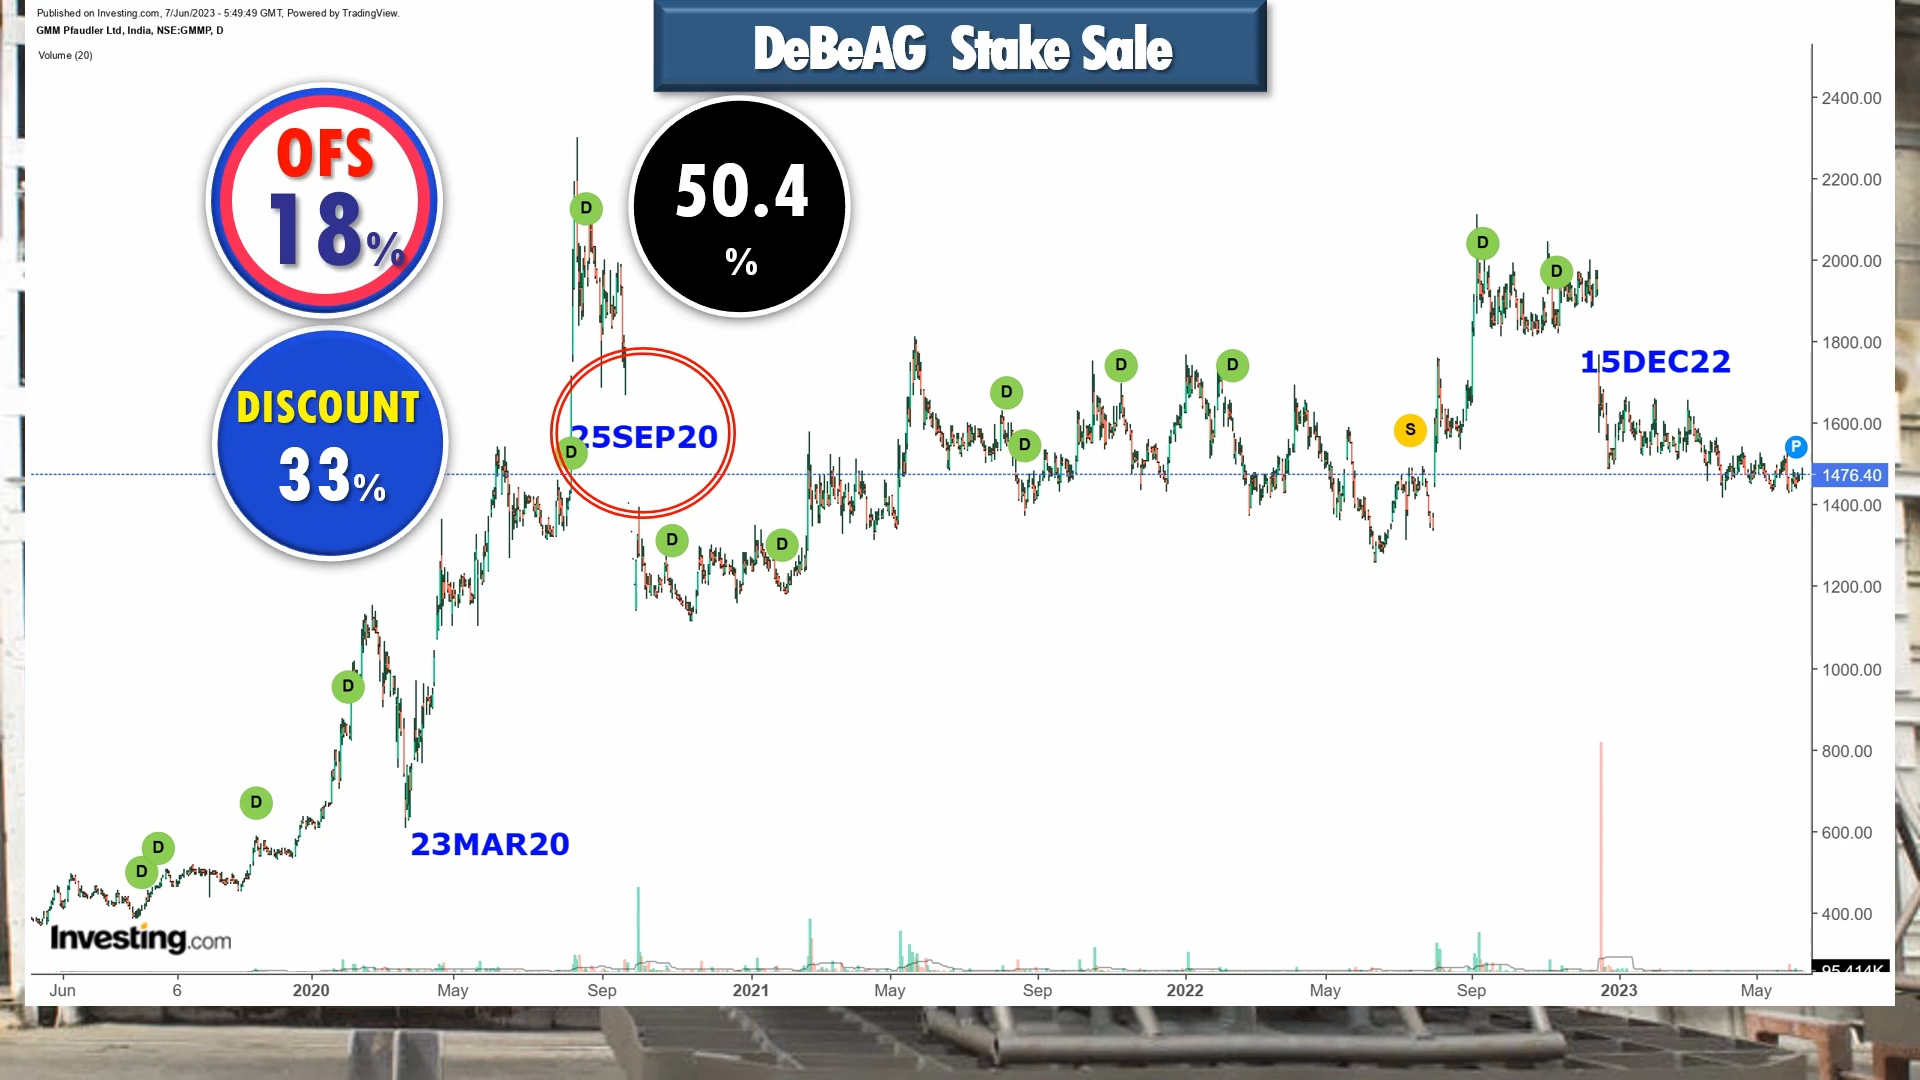 Published on Investing.com, 7/Jun/2023 - 5:49:49 GMT, Powered by TradingView.
GMM Pfaudler Ltd, India, NSE:GMMP, D
Volume (20)
DeBeAG Stake Sale
OFS
18%
50.4
%
DISCOUNT
33%
25SEP20
15DEC22
23MAR20
D
D
D
D
D
D
D
D
D
D
D
D
D
D
S
P
2400.00
2200.00
2000.00
1800.00
1600.00
1476.40
1400.00
1200.00
1000.00
800.00
600.00
400.00
95.414K
Investing.com
Jun 6 2020 May Sep 2021 May Sep 2022 May Sep 2023 May